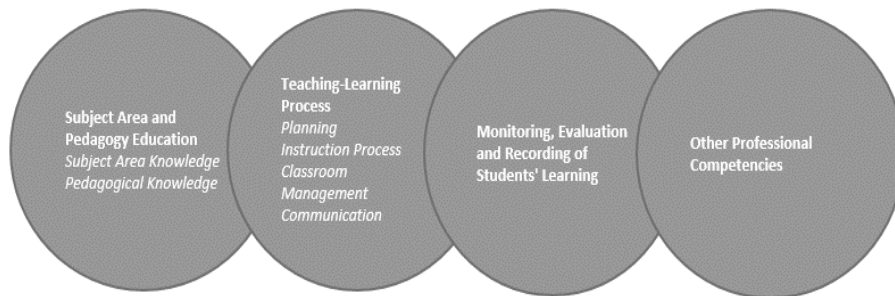 Subject Area and
Pedagogy Education
Subject Area Knowledge
Pedagogical Knowledge
Teaching-Learning
Process
Planning
Instruction Process
Classroom
Management
Communication
Monitoring, Evaluation
and Recording of
Students' Learning
Other Professional
Competencies